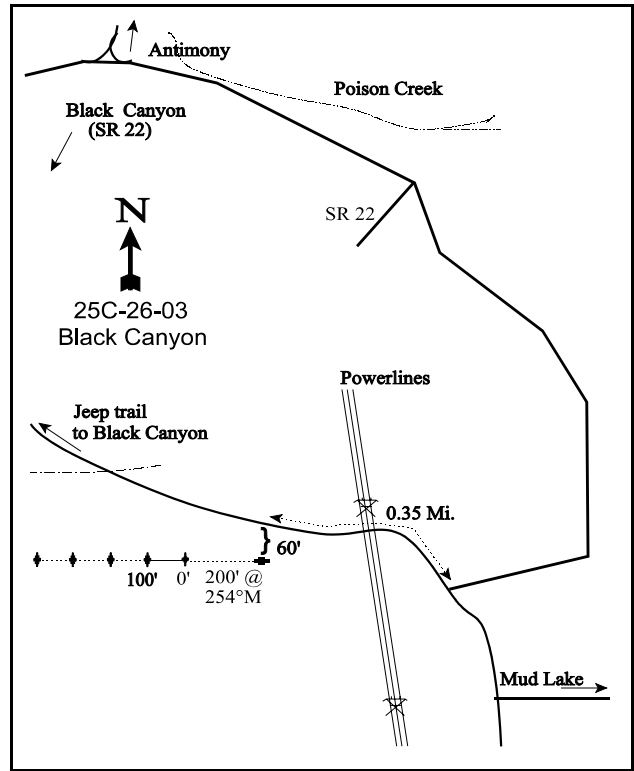 Antimony
Poison Creek
Black Canyon
(SR 22)
N
SR 22
25C-26-03
Black Canyon
Powerlines
Jeep trail
to Black Canyon
0.35 Mi.
60'
100' 0' 200' @
254°M
Mud Lake